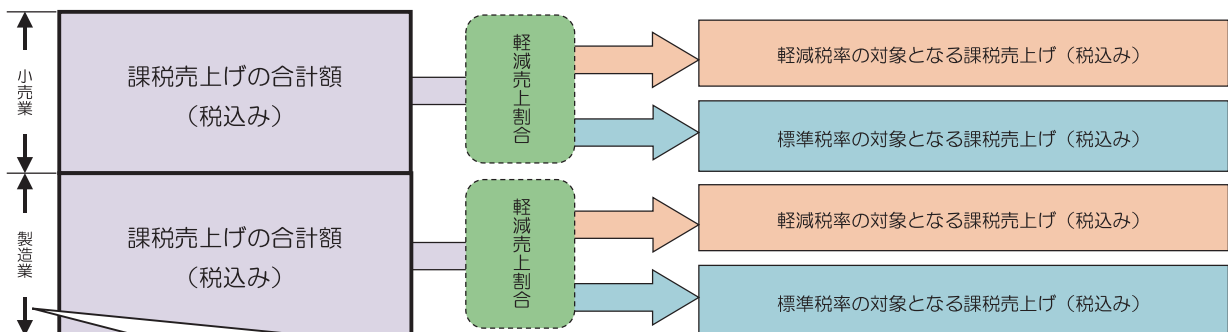 小売業
課税売上げの合計額
（税込み）
軽減売上割合
軽減税率の対象となる課税売上げ（税込み）
標準税率の対象となる課税売上げ（税込み）
製造業
課税売上げの合計額
（税込み）
軽減売上割合
軽減税率の対象となる課税売上げ（税込み）
標準税率の対象となる課税売上げ（税込み）